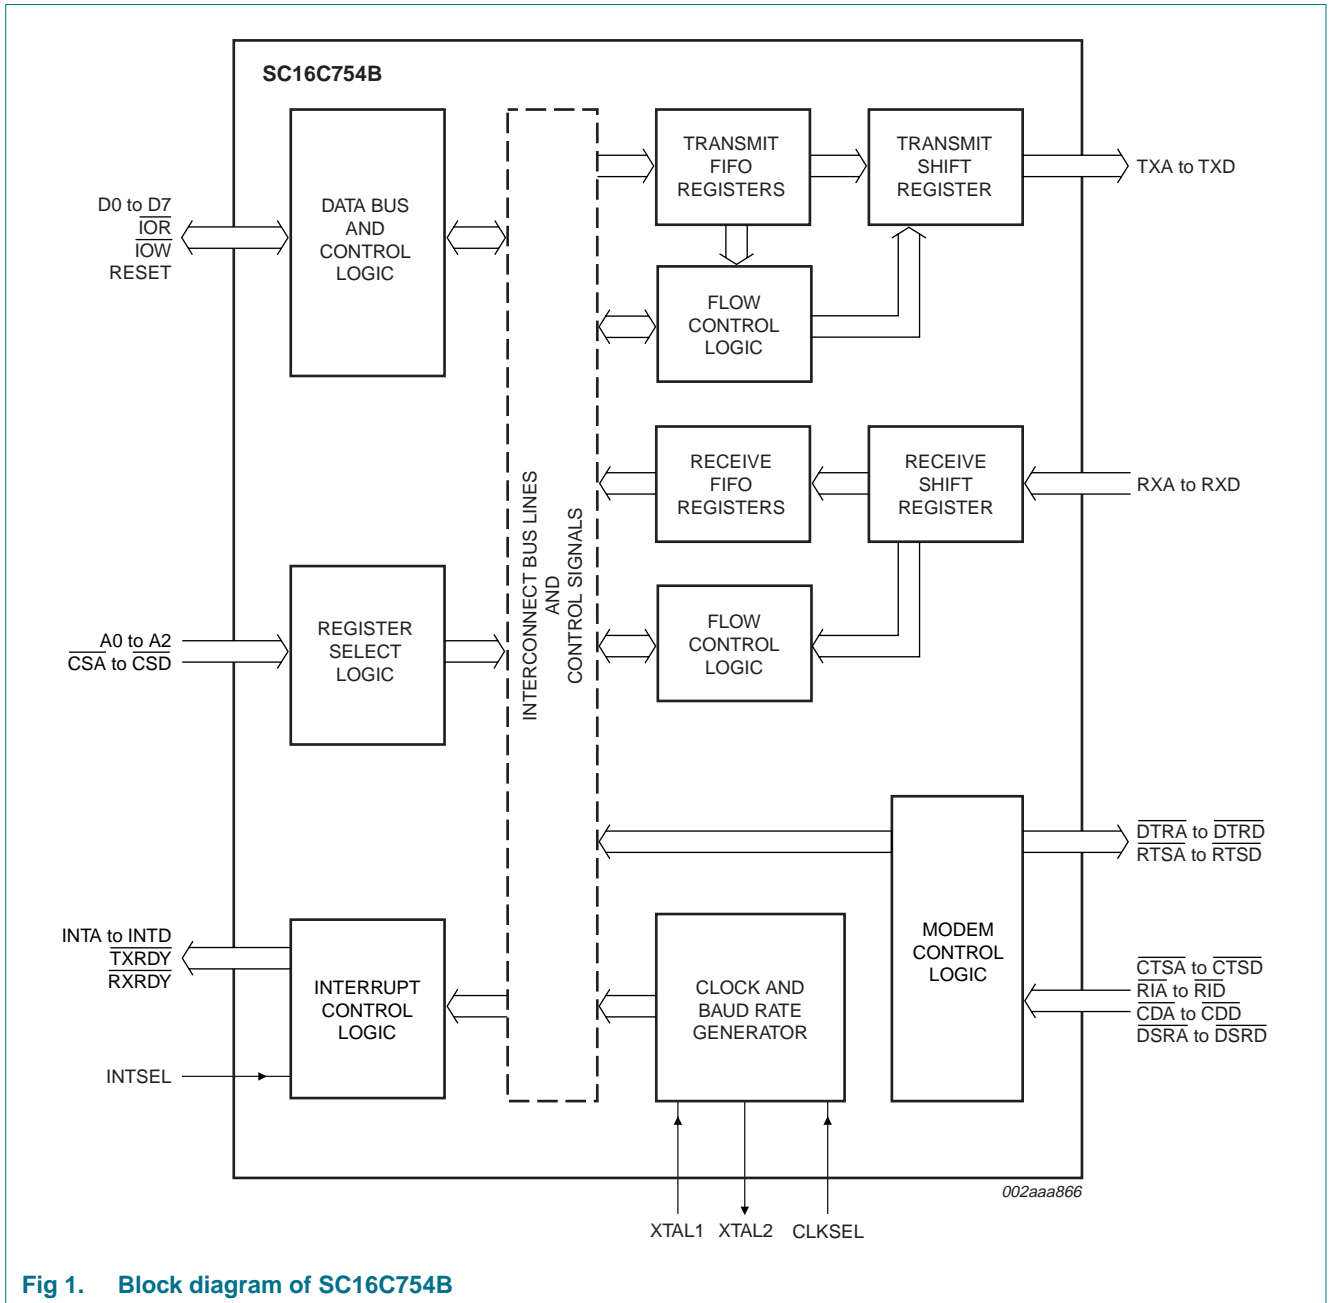 SC16C754B
D0 to D7
IOR
IOW
RESET
DATA BUS
AND
CONTROL
LOGIC
TRANSMIT
FIFO
REGISTERS
TRANSMIT
SHIFT
REGISTER
TXA to TXD
FLOW
CONTROL
LOGIC
INTERCONNECT BUS LINES
AND
CONTROL SIGNALS
RECEIVE
FIFO
REGISTERS
RECEIVE
SHIFT
REGISTER
RXA to RXD
A0 to A2
CSA to CSD
REGISTER
SELECT
LOGIC
FLOW
CONTROL
LOGIC
DTRA to DTRD
RTSA to RTSD
INTA to INTD
TXRDY
RXRDY
INTERRUPT
CONTROL
LOGIC
CLOCK AND
BAUD RATE
GENERATOR
MODEM
CONTROL
LOGIC
CTSA to CTSD
RIA to RID
CDA to CDD
DSRA to DSRD
INTSEL
002aaa866
XTAL1 XTAL2 CLKSEL
Fig 1. Block diagram of SC16C754B